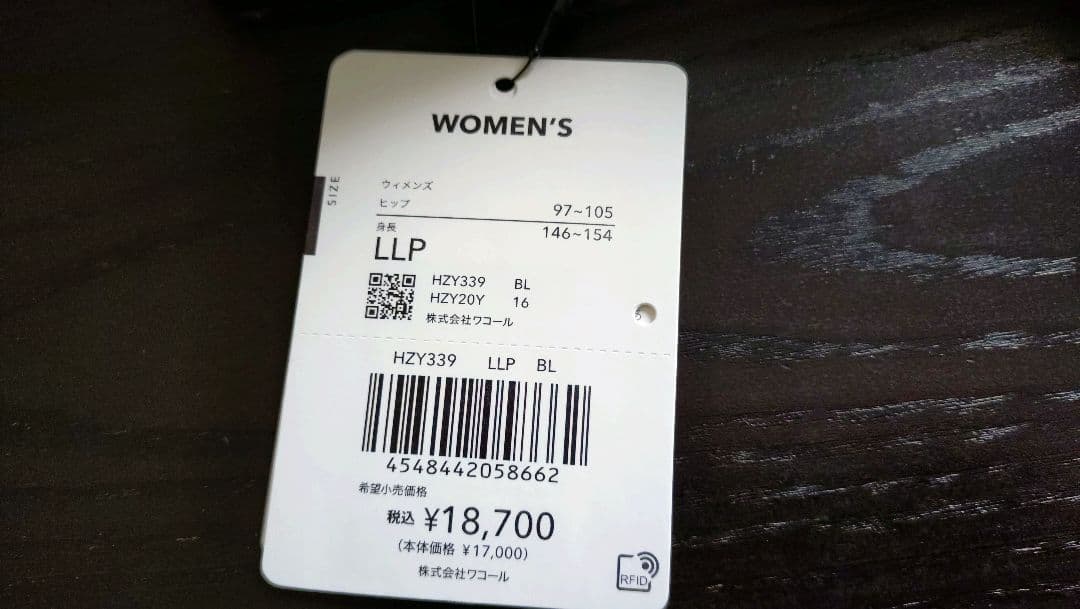 WOMEN'S
SIZE
ウィメンズ
ヒップ 97~105
身長 146~154
LLP
HZY339 BL
HZY20Y 16
株式会社ワコール
HZY339 LLP BL
4548442058662
希望小売価格
税込 ¥18,700
(本体価格 ¥17,000)
株式会社ワコール
RFID